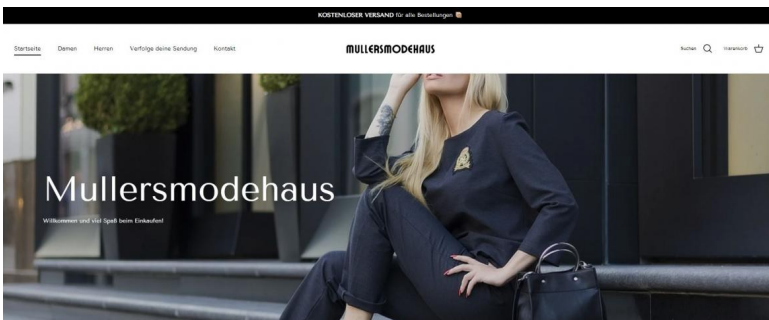 KOSTENLOSER VERSAND für alle Bestellungen
Startseite Damen Herren Verfolge deine Sendung Kontakt
MULLERSMODEHAUS
Suchen Warenkorb
Mullersmodehaus
Willkommen und viel Spaß beim Einkaufen!